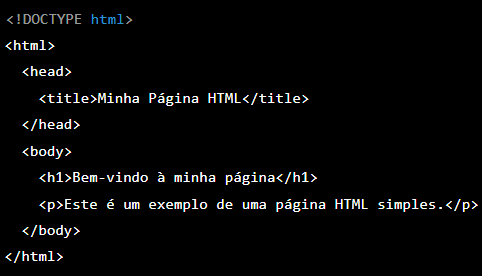 <!DOCTYPE html>
<html>
  <head>
    <title>Minha Página HTML</title>
  </head>
  <body>
    <h1>Bem-vindo à minha página</h1>
    <p>Este é um exemplo de uma página HTML simples.</p>
  </body>
</html>